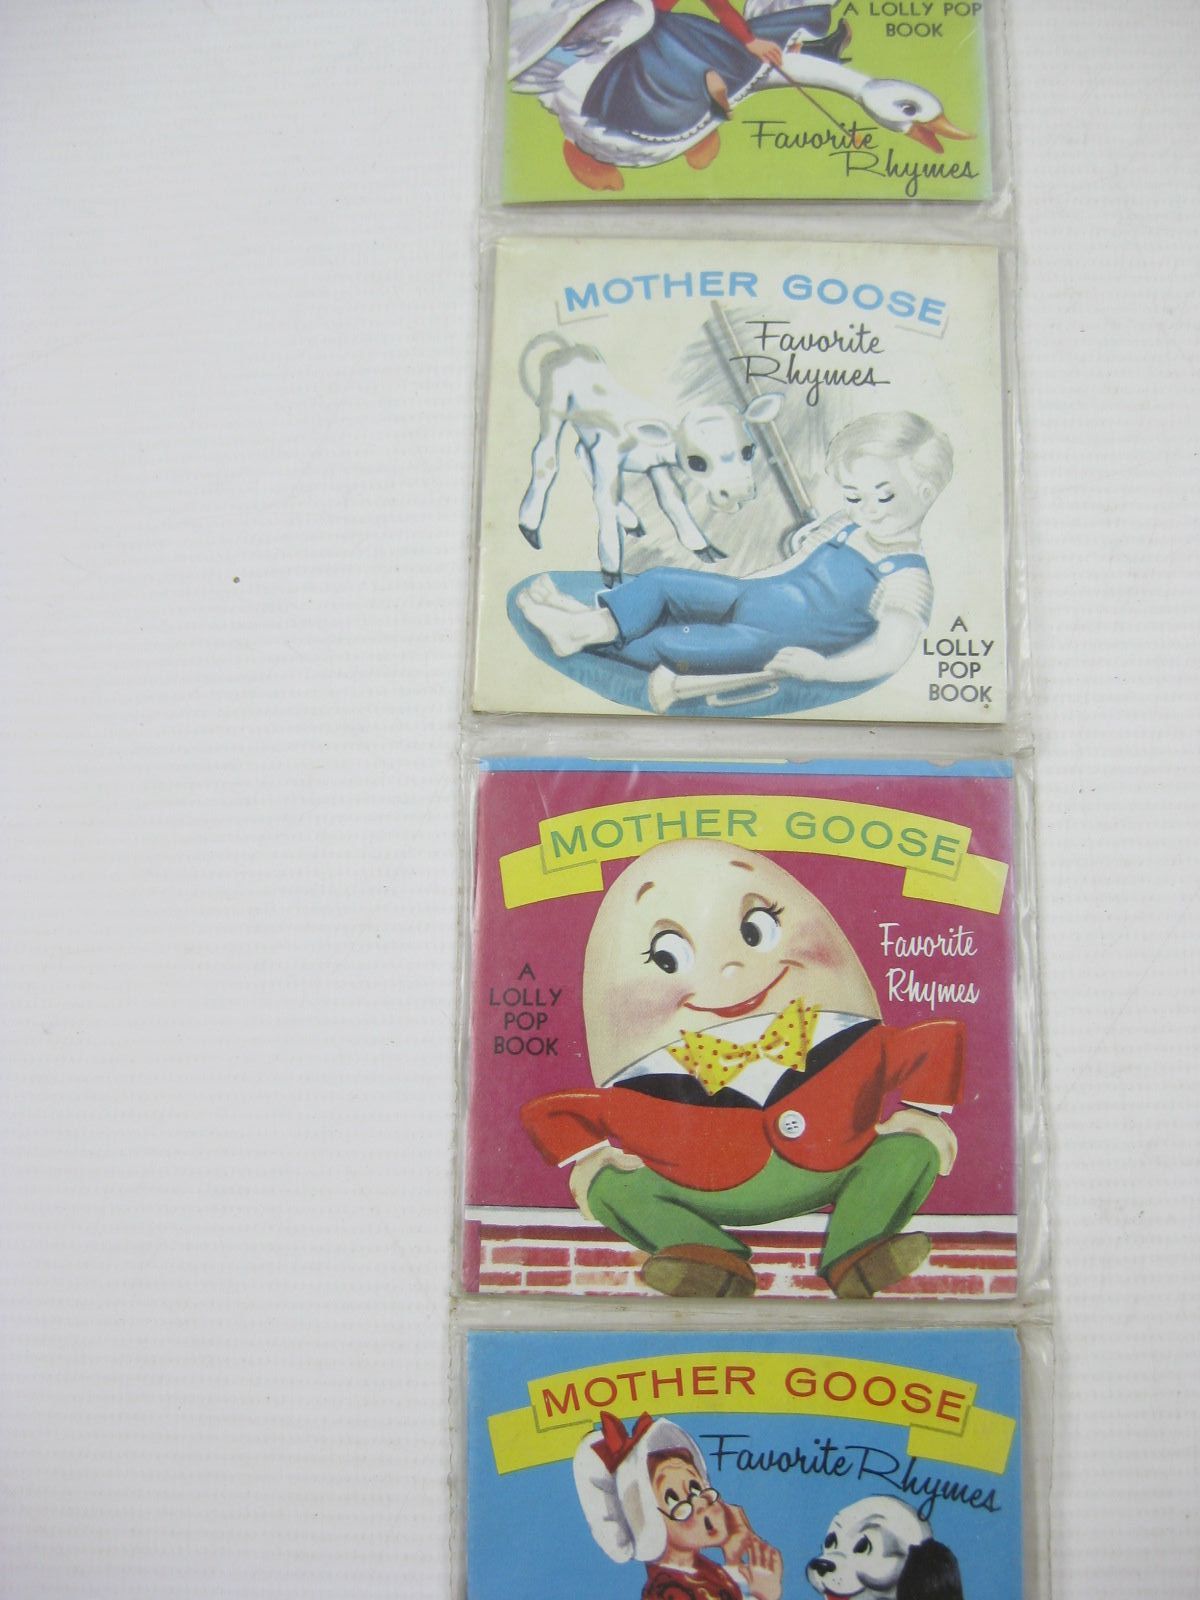 A LOLLY POP
BOOK
Favorite
Rhymes
MOTHER GOOSE
Favorite
Rhymes
A
LOLLY
POP
BOOK
MOTHER GOOSE
Favorite
Rhymes
A
LOLLY
POP
BOOK
MOTHER GOOSE
Favorite Rhymes